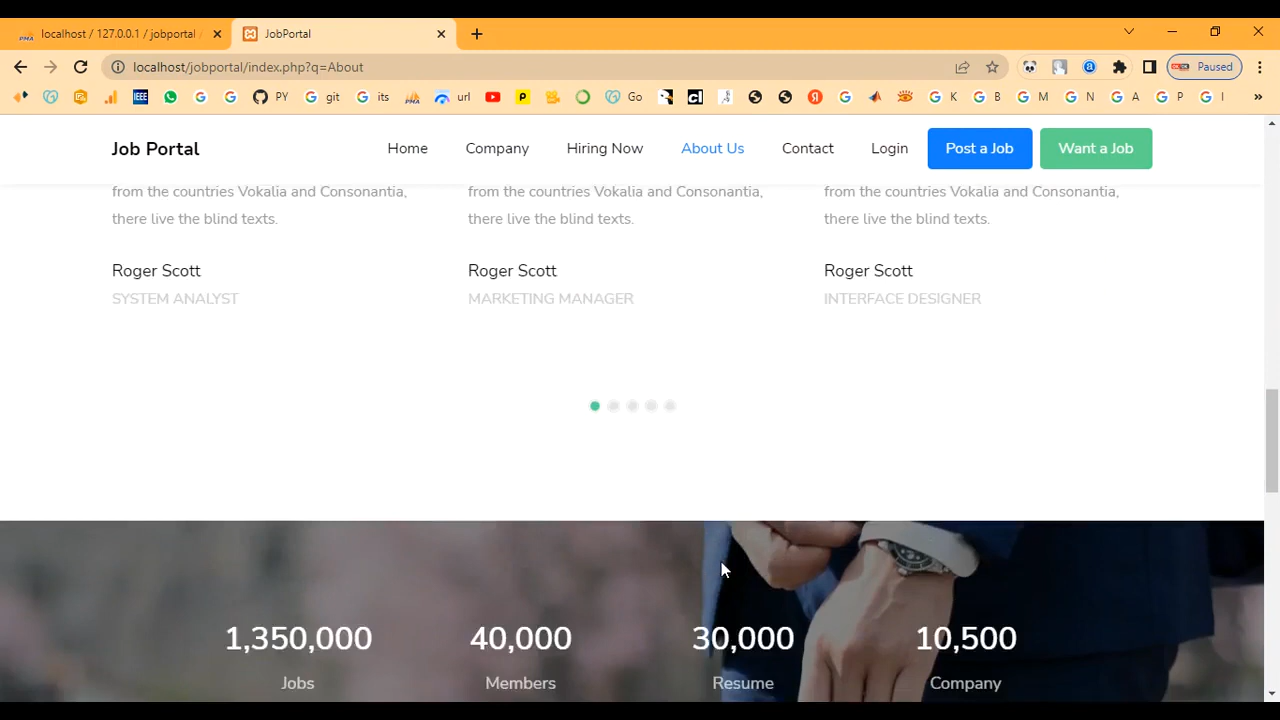 localhost / 127.0.0.1 / jobportal /
JobPortal
localhost/jobportal/index.php?q=About
Paused
IEEE
PY
git
its
url
Go
K
B
M
N
A
P
I
Job Portal
Home
Company
Hiring Now
About Us
Contact
Login
Post a Job
Want a Job
from the countries Vokalia and Consonantia,
there live the blind texts.
Roger Scott
SYSTEM ANALYST
from the countries Vokalia and Consonantia,
there live the blind texts.
Roger Scott
MARKETING MANAGER
from the countries Vokalia and Consonantia,
there live the blind texts.
Roger Scott
INTERFACE DESIGNER
1,350,000
Jobs
40,000
Members
30,000
Resume
10,500
Company